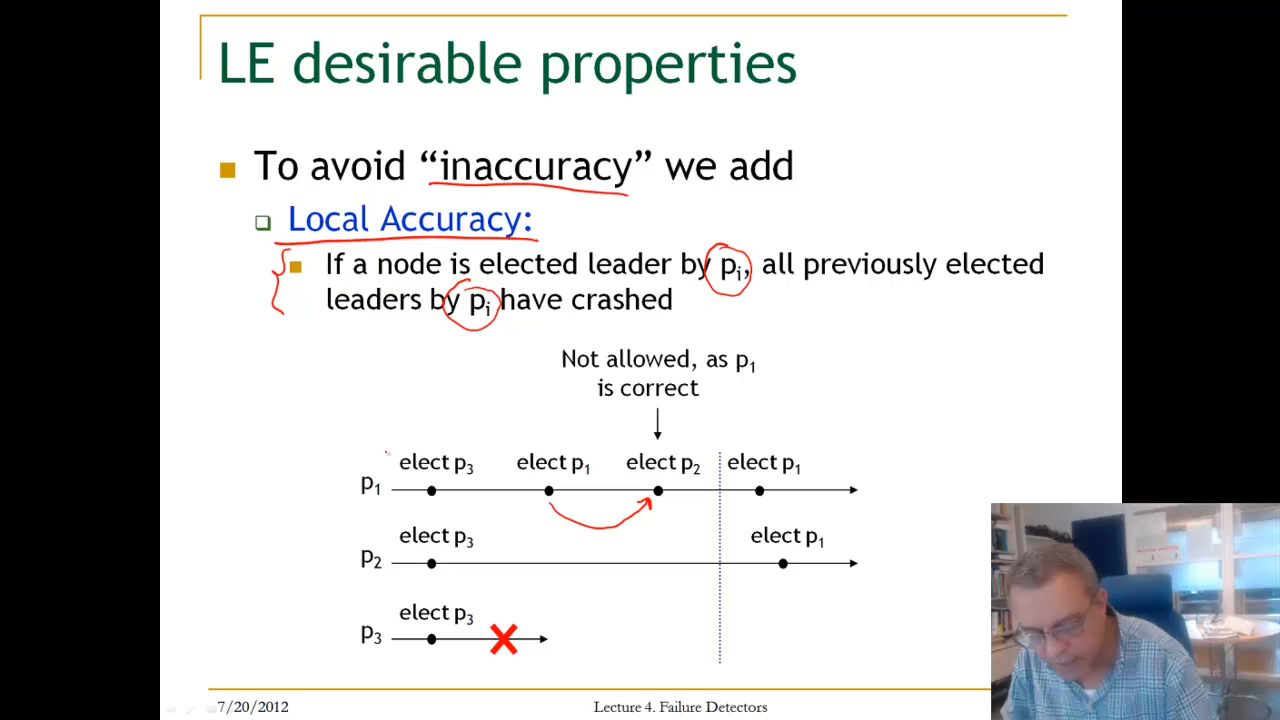 LE desirable properties
To avoid “inaccuracy” we add
Local Accuracy:
If a node is elected leader by pi, all previously elected
leaders by pi have crashed
Not allowed, as p1
is correct
elect p3 elect p1 elect p2 elect p1
p1
elect p3 elect p1
p2
elect p3
p3
7/20/2012 Lecture 4. Failure Detectors